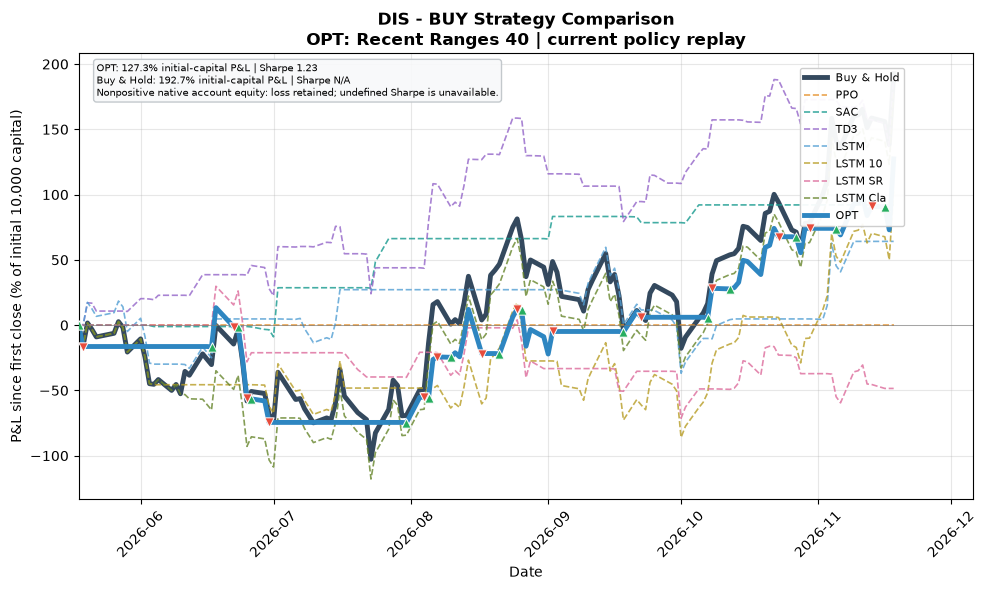 DIS - BUY Strategy Comparison
OPT: Recent Ranges 40 | current policy replay
OPT: 127.3% initial-capital P&L | Sharpe 1.23
Buy & Hold: 192.7% initial-capital P&L | Sharpe N/A
Nonpositive native account equity: loss retained; undefined Sharpe is unavailable.
Buy & Hold
PPO
SAC
TD3
LSTM
LSTM 10
LSTM SR
LSTM Cla
OPT
P&L since first close (% of initial 10,000 capital)
200
150
100
50
0
−50
−100
2026-06
2026-07
2026-08
2026-09
2026-10
2026-11
2026-12
Date